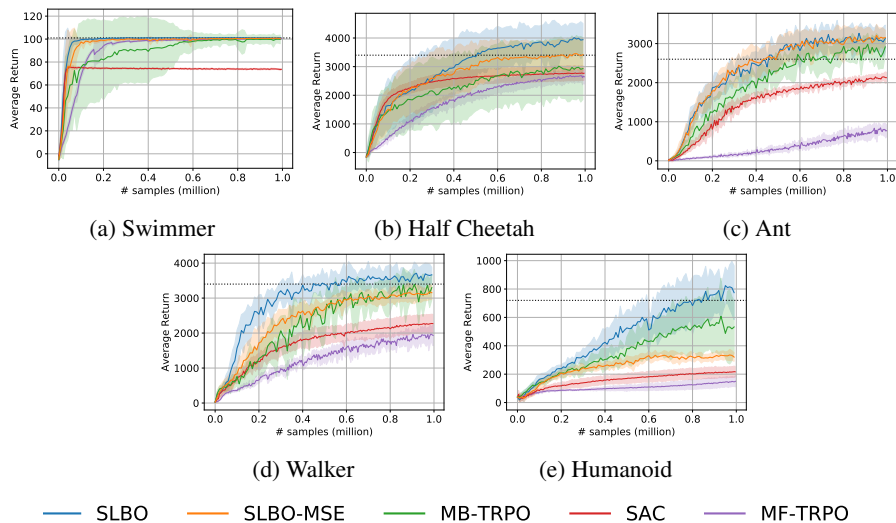 120
100
80
60
40
20
0
Average Return
0.0 0.2 0.4 0.6 0.8 1.0
# samples (million)
(a) Swimmer
5000
4000
3000
2000
1000
0
Average Return
0.0 0.2 0.4 0.6 0.8 1.0
# samples (million)
(b) Half Cheetah
3000
2000
1000
0
Average Return
0.0 0.2 0.4 0.6 0.8 1.0
# samples (million)
(c) Ant
4000
3000
2000
1000
0
Average Return
0.0 0.2 0.4 0.6 0.8 1.0
# samples (million)
(d) Walker
1000
800
600
400
200
0
Average Return
0.0 0.2 0.4 0.6 0.8 1.0
# samples (million)
(e) Humanoid
SLBO SLBO-MSE MB-TRPO SAC MF-TRPO